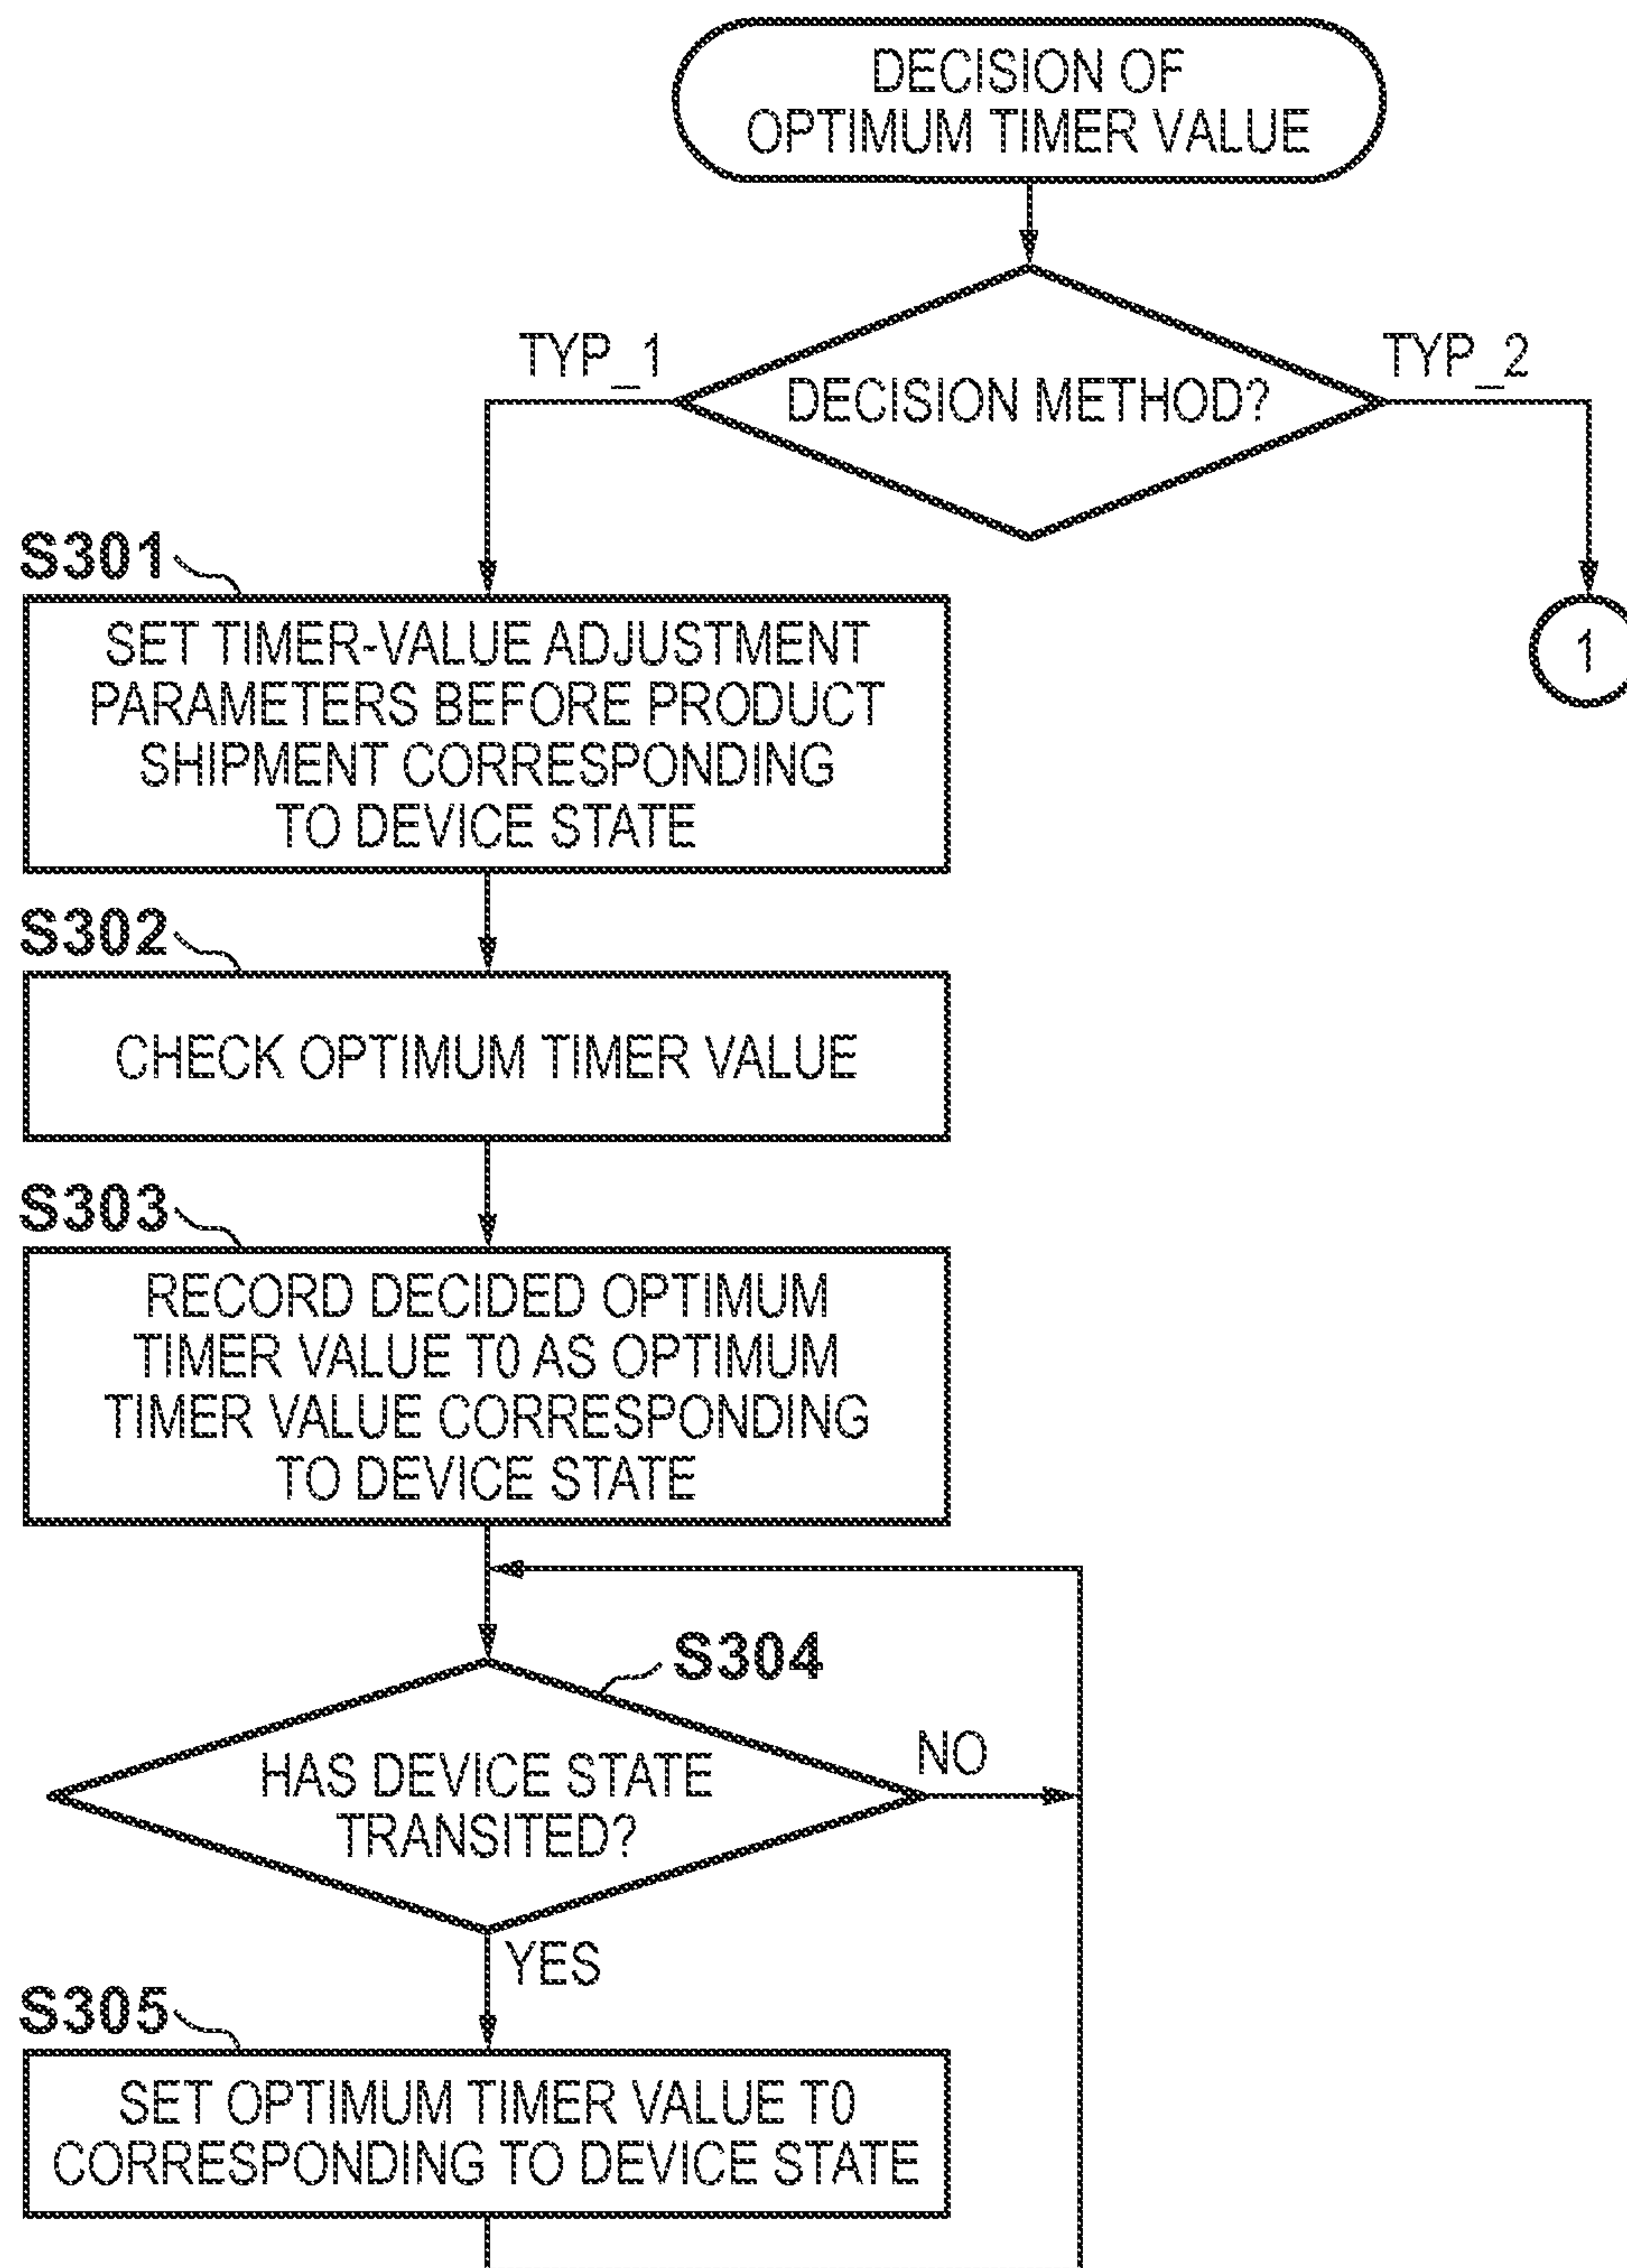 DECISION OF
OPTIMUM TIMER VALUE
TYP_1
DECISION METHOD?
TYP_2
S301
SET TIMER-VALUE ADJUSTMENT
PARAMETERS BEFORE PRODUCT
SHIPMENT CORRESPONDING
TO DEVICE STATE
1
S302
CHECK OPTIMUM TIMER VALUE
S303
RECORD DECIDED OPTIMUM
TIMER VALUE T0 AS OPTIMUM
TIMER VALUE CORRESPONDING
TO DEVICE STATE
S304
HAS DEVICE STATE
TRANSITED?
NO
YES
S305
SET OPTIMUM TIMER VALUE T0
CORRESPONDING TO DEVICE STATE